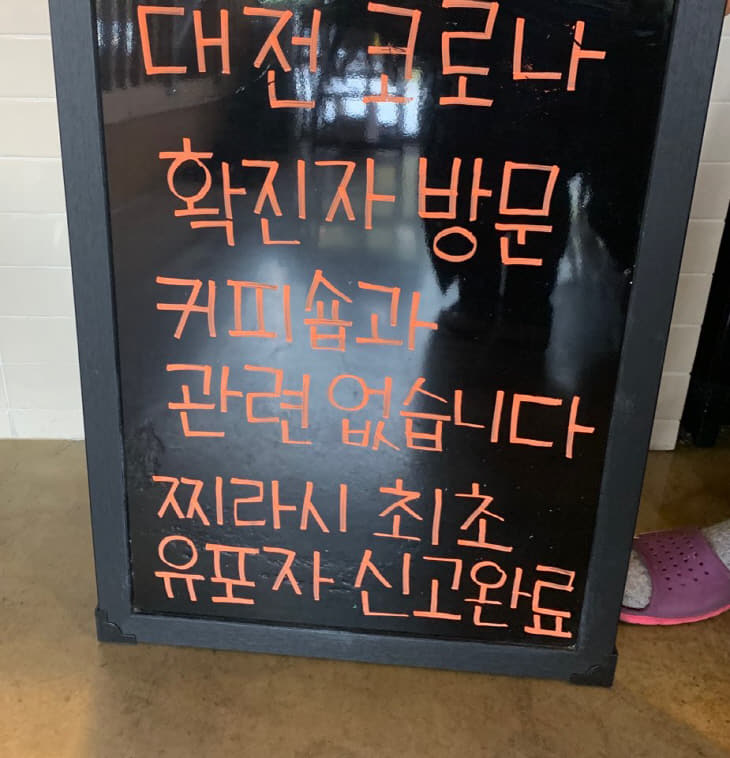 대전 코로나
확진자 방문
커피숍과
관련 없습니다
찌라시 최초
유포자 신고완료